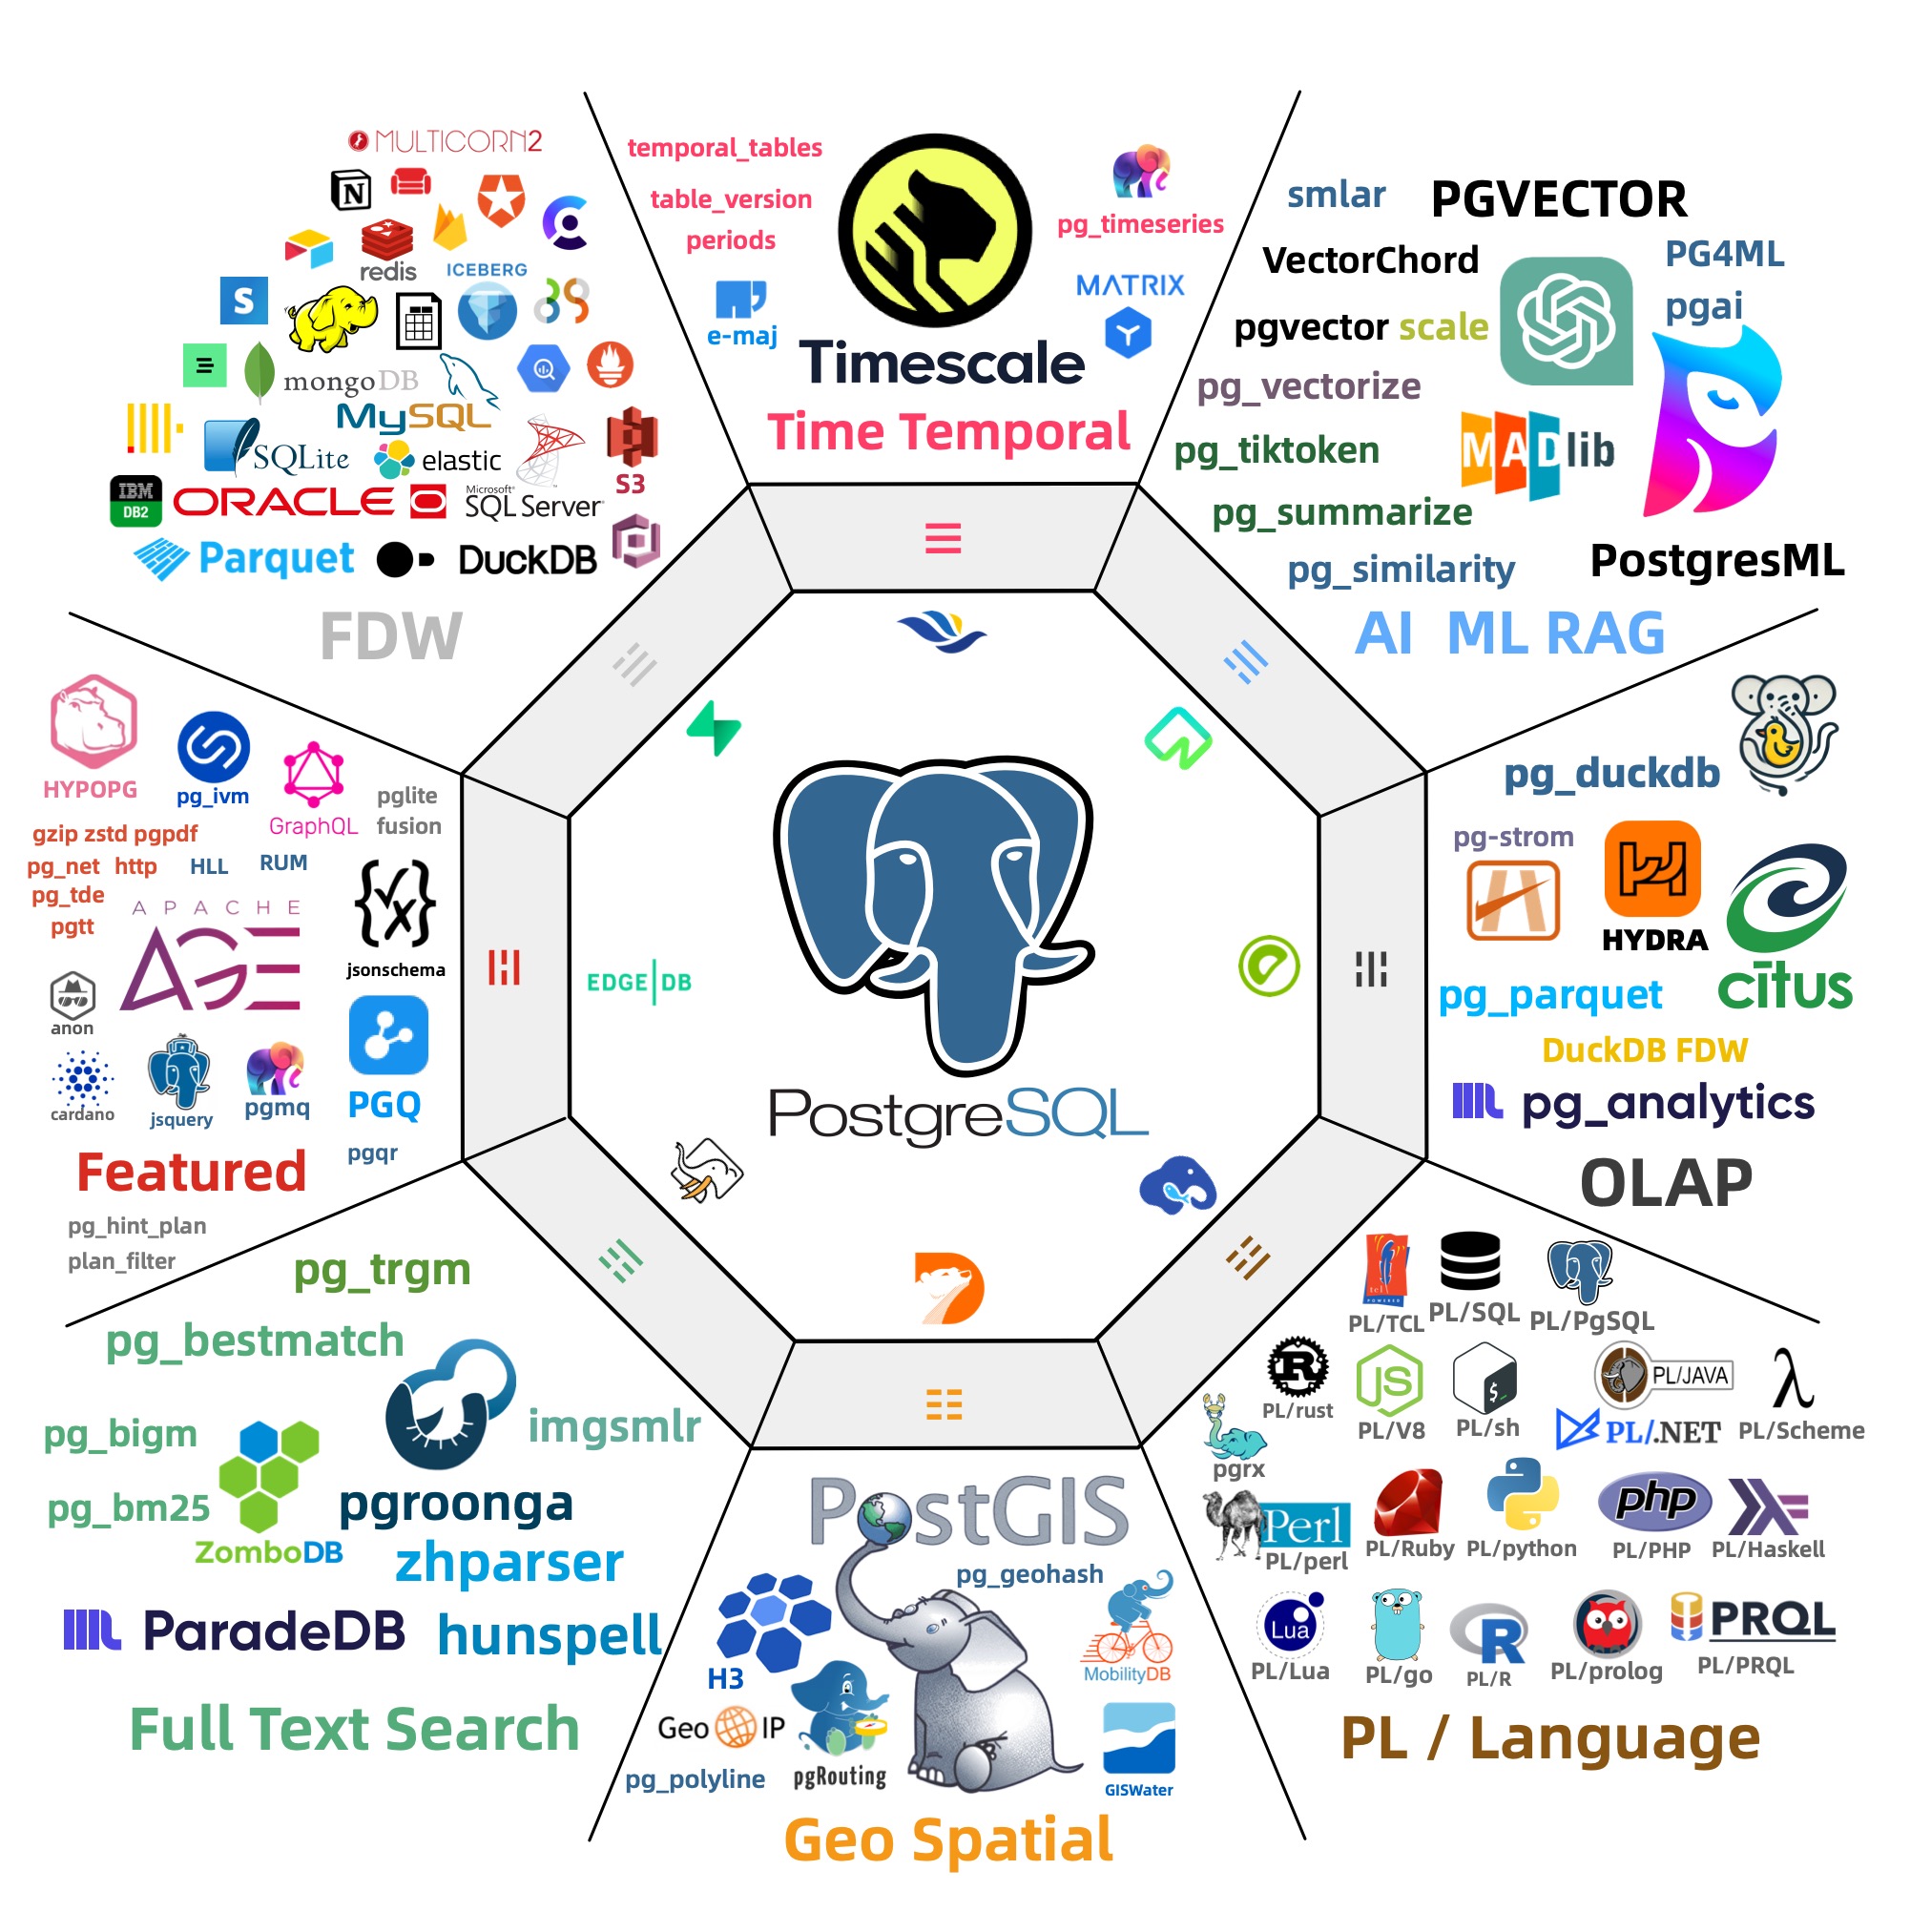 MULTICORN2
N
redis
ICEBERG
S
mongoDB
MySQL
SQLite
elastic
S3
IBM
DB2
ORACLE
Microsoft
SQL Server
Parquet
DuckDB
FDW
temporal_tables
table_version
periods
e-maj
pg_timeseries
MATRIX
Timescale
Time Temporal
smlar
PGVECTOR
VectorChord
PG4ML
pgai
pgvector scale
pg_vectorize
pg_tiktoken
MADlib
pg_summarize
pg_similarity
PostgresML
AI ML RAG
HYPOPG
pg_ivm
GraphQL
pglite
fusion
gzip zstd pgpdf
pg_net http HLL RUM
pg_tde
pgtt
APACHE
AGE
jsonschema
anon
cardano
jsquery
pgmq
PGQ
pgqr
Featured
pg_hint_plan
plan_filter
EDGE|DB
PostgreSQL
pg_duckdb
pg-strom
HYDRA
citus
pg_parquet
DuckDB FDW
pg_analytics
OLAP
pg_trgm
pg_bestmatch
pg_bigm
imgsmlr
pg_bm25
ZomboDB
pgroonga
zhparser
ParadeDB
hunspell
Full Text Search
PostGIS
pg_geohash
H3
MobilityDB
Geo IP
pgRouting
pg_polyline
GISWater
Geo Spatial
tcl
POWERED
PL/TCL
PL/SQL
PL/PgSQL
R
PL/rust
JS
PL/V8
$_
PL/sh
PL/JAVA
PL/.NET
λ
PL/Scheme
pgrx
Perl
PL/perl
PL/Ruby
PL/python
php
PL/PHP
PL/Haskell
Lua
PL/Lua
PL/go
R
PL/R
PL/prolog
PRQL
PL/PRQL
PL / Language